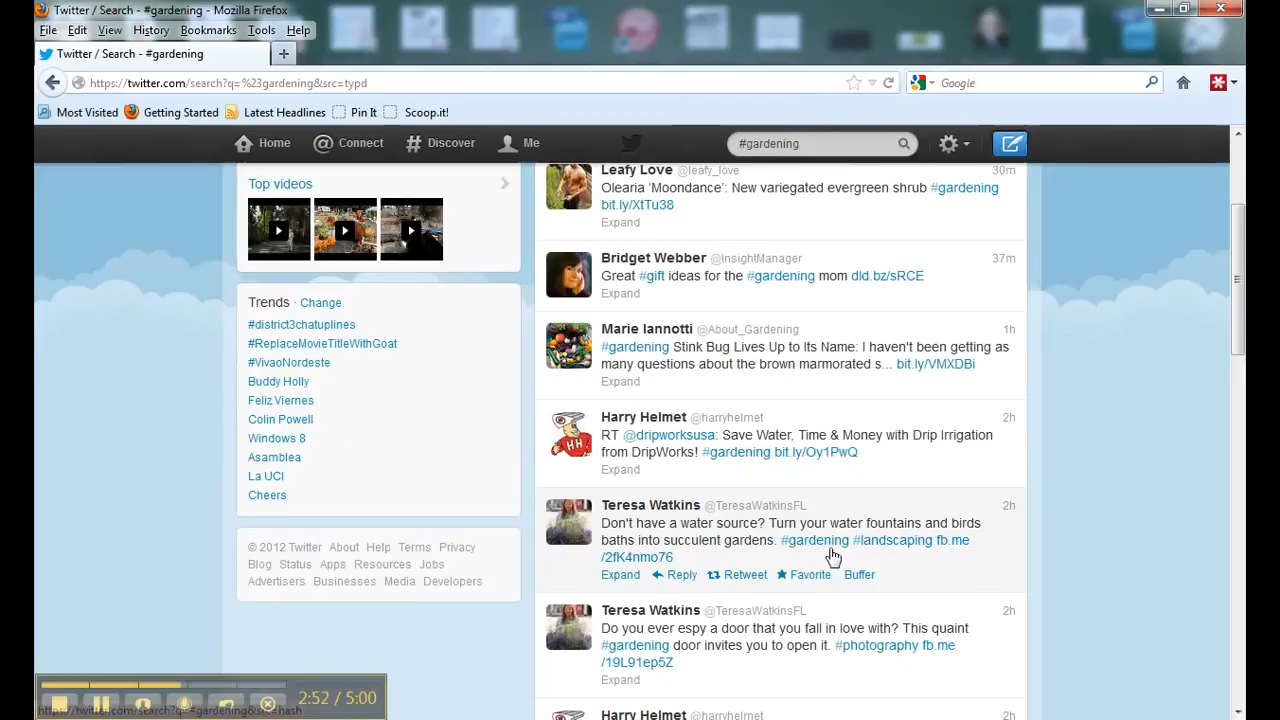 Twitter / Search - #gardening - Mozilla Firefox
File Edit View History Bookmarks Tools Help
Twitter / Search - #gardening
https://twitter.com/search?q=%23gardening&src=typd
Google
Most Visited Getting Started Latest Headlines Pin It Scoop.it!
Home Connect Discover Me
#gardening
Top videos
Trends · Change
#district3chatuplines
#ReplaceMovieTitleWithGoat
#VivaoNordeste
Buddy Holly
Feliz Viernes
Colin Powell
Windows 8
Asamblea
La UCI
Cheers
© 2012 Twitter About Help Terms Privacy
Blog Status Apps Resources Jobs
Advertisers Businesses Media Developers
Leafy Love @leafy_love 30m
Olearia ‘Moondance’: New variegated evergreen shrub #gardening
bit.ly/XtTu38
Expand
Bridget Webber @InsightManager 37m
Great #gift ideas for the #gardening mom dld.bz/sRCE
Expand
Marie Iannotti @About_Gardening 1h
#gardening Stink Bug Lives Up to Its Name: I haven't been getting as
many questions about the brown marmorated s... bit.ly/VMXDBi
Expand
Harry Helmet @harryhelmet 2h
RT @dripworksusa: Save Water, Time & Money with Drip Irrigation
from DripWorks! #gardening bit.ly/Oy1PwQ
Expand
Teresa Watkins @TeresaWatkinsFL 2h
Don't have a water source? Turn your water fountains and birds
baths into succulent gardens. #gardening #landscaping fb.me
/2fK4nmo76
Expand Reply Retweet Favorite Buffer
Teresa Watkins @TeresaWatkinsFL 2h
Do you ever espy a door that you fall in love with? This quaint
#gardening door invites you to open it. #photography fb.me
/19L91ep5Z
Expand
Harry Helmet @harryhelmet 2h
2:52 / 5:00
https://twitter.com/search?q=#gardening&src=hash